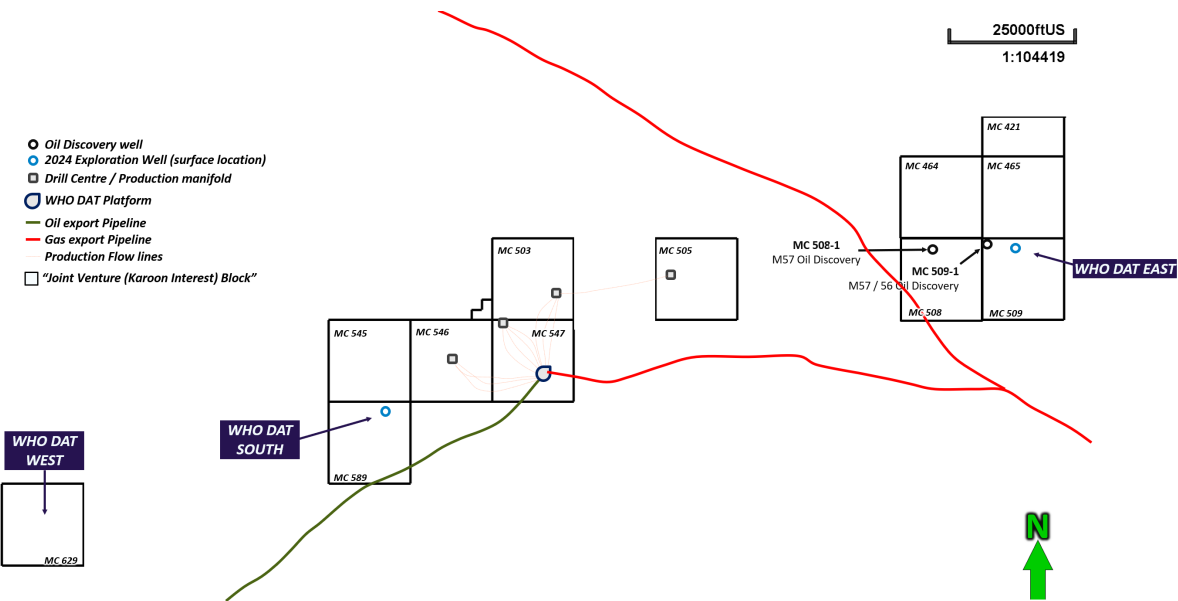 25000ftUS
1:104419
Oil Discovery well
2024 Exploration Well (surface location)
Drill Centre / Production manifold
WHO DAT Platform
Oil export Pipeline
Gas export Pipeline
Production Flow lines
“Joint Venture (Karoon Interest) Block”
MC 421
MC 464
MC 465
MC 503
MC 505
MC 508-1
M57 Oil Discovery
MC 509-1
M57 / 56 Oil Discovery
WHO DAT EAST
MC 508
MC 509
MC 545
MC 546
MC 547
WHO DAT
SOUTH
WHO DAT
WEST
MC 589
MC 629
N